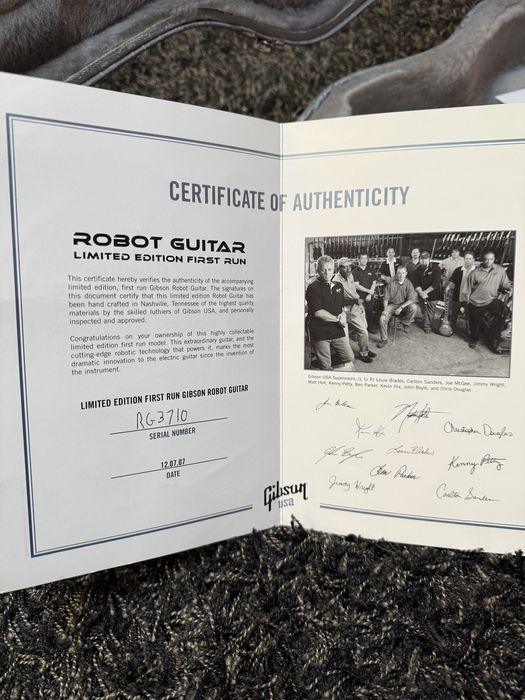 CERTIFICATE OF AUTHENTICITY
ROBOT GUITAR
LIMITED EDITION FIRST RUN
This certificate hereby verifies the authenticity of the accompanying
limited edition, first run Gibson Robot Guitar. The signatures on
this document certify that this limited edition Robot Guitar has
been hand crafted in Nashville, Tennessee of the highest quality
materials by the skilled luthiers of Gibson USA, and personally
inspected and approved.
Congratulations on your ownership of this highly collectable
limited edition first run model. This extraordinary guitar, and the
cutting-edge robotic technology that powers it, marks the most
dramatic innovation to the electric guitar since the invention of
the instrument.
LIMITED EDITION FIRST RUN GIBSON ROBOT GUITAR
RG3710
SERIAL NUMBER
12.07.07
DATE
Gibson
usa
Gibson USA Supervisors (L to R) Louie Blades, Carlton Sanders, Joe McGee, Jimmy Wright,
Matt Holt, Kenny Petty, Ben Parker, Kevin Hix, John Boyle, and Chris Douglas
Christopher Douglas
Louie Blades
Kenny Petty
Ben Parker
Jimmy Wright
Carlton Sanders